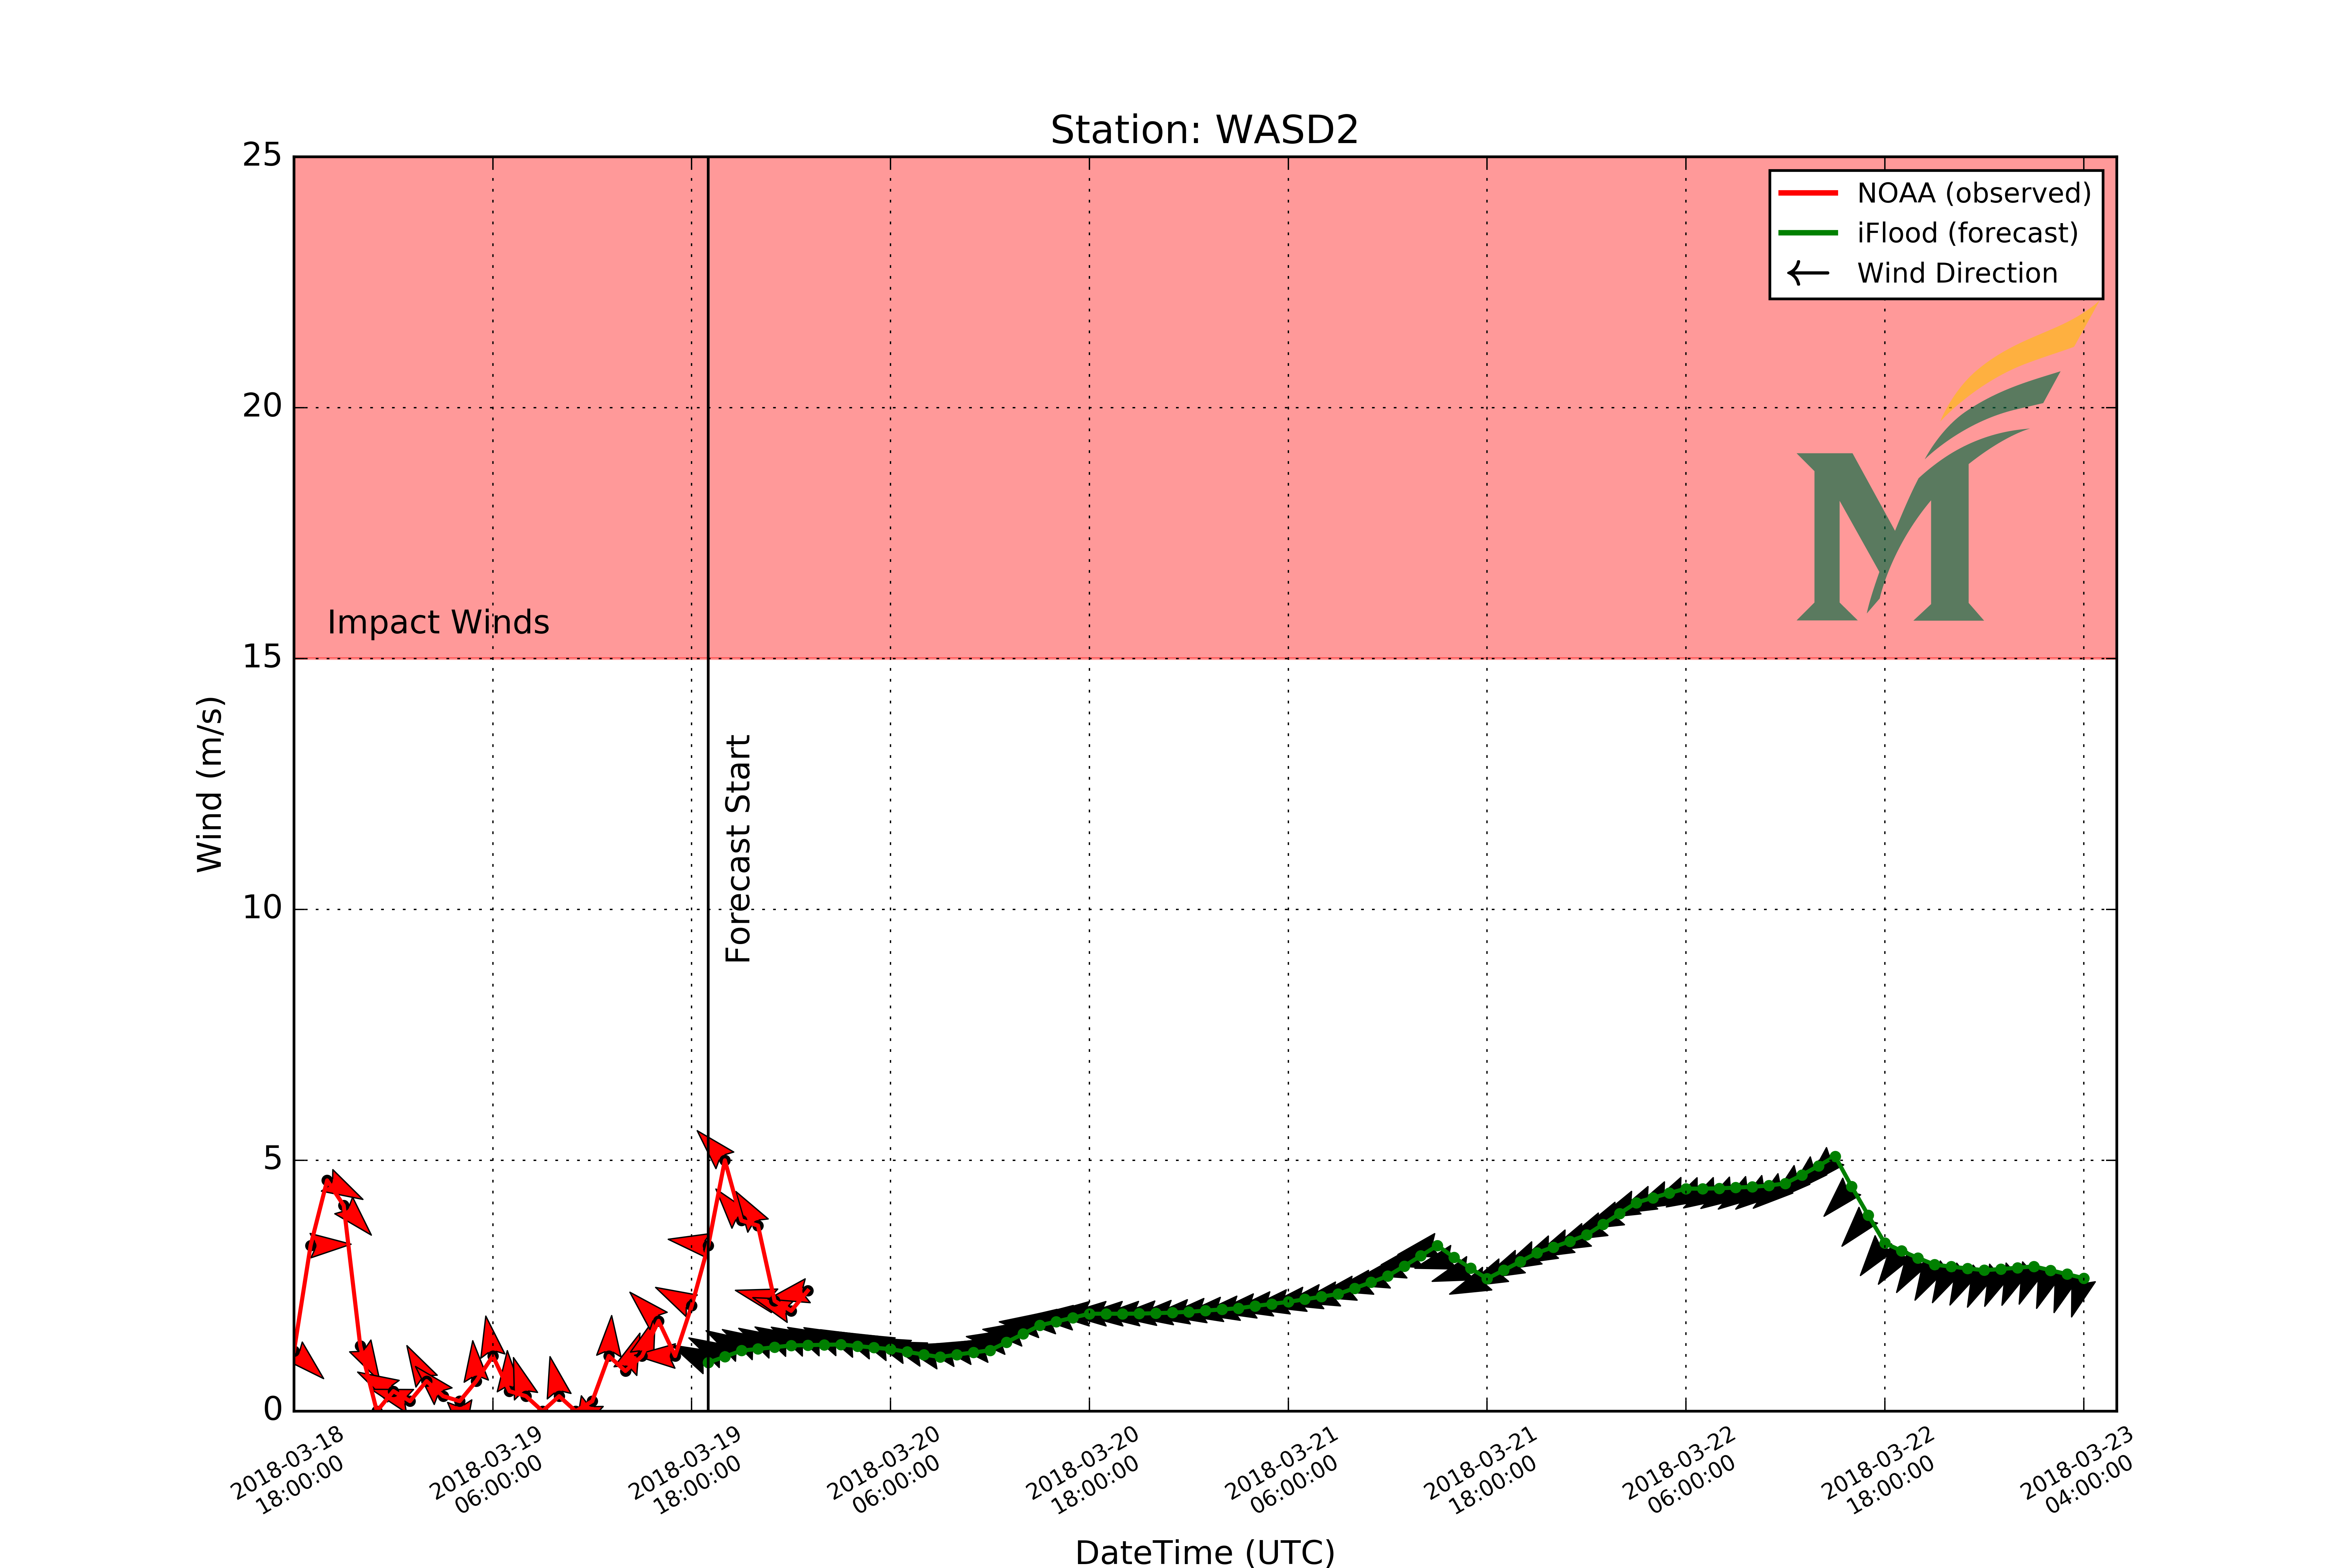 Station: WASD2
25
20
15
10
5
0
Wind (m/s)
NOAA (observed)
iFlood (forecast)
Wind Direction
M
Impact Winds
Forecast Start
2018-03-18
18:00:00
2018-03-19
06:00:00
2018-03-19
18:00:00
2018-03-20
06:00:00
2018-03-20
18:00:00
2018-03-21
06:00:00
2018-03-21
18:00:00
2018-03-22
06:00:00
2018-03-22
18:00:00
2018-03-23
04:00:00
DateTime (UTC)